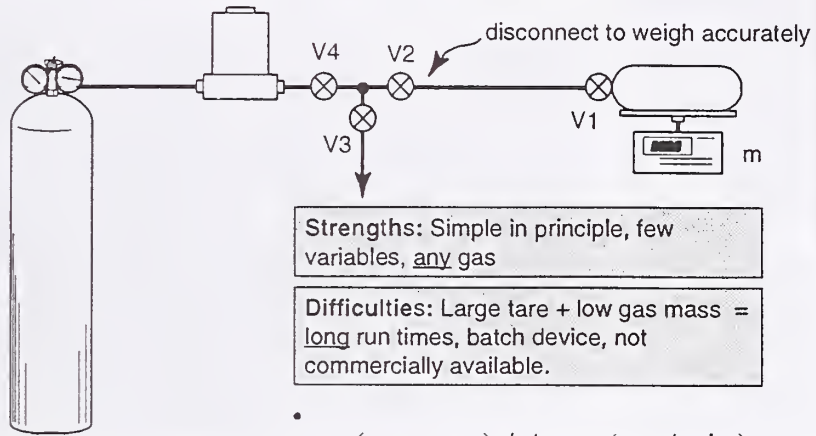 disconnect to weigh accurately
V4
V2
V1
V3
m
Strengths: Simple in principle, few
variables, any gas
Difficulties: Large tare + low gas mass =
long run times, batch device, not
commercially available.